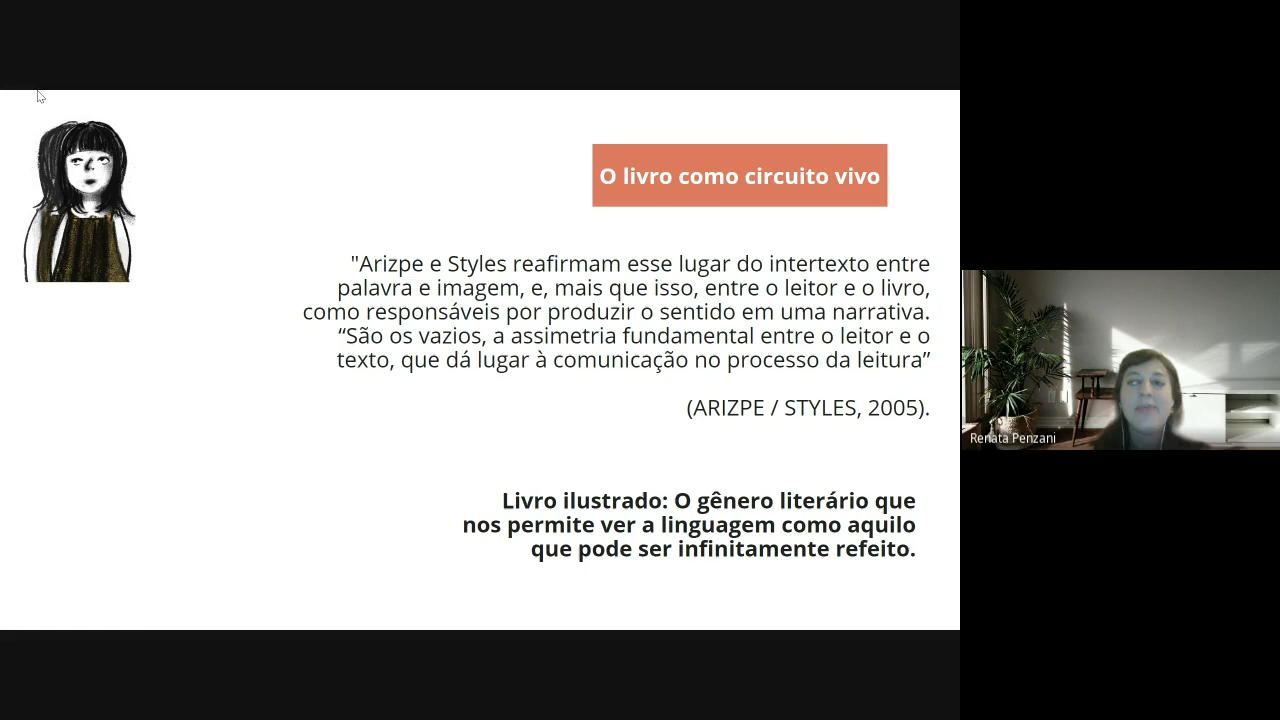 O livro como circuito vivo
"Arizpe e Styles reafirmam esse lugar do intertexto entre
palavra e imagem, e, mais que isso, entre o leitor e o livro,
como responsáveis por produzir o sentido em uma narrativa.
“São os vazios, a assimetria fundamental entre o leitor e o
texto, que dá lugar à comunicação no processo da leitura”
(ARIZPE / STYLES, 2005).
Livro ilustrado: O gênero literário que
nos permite ver a linguagem como aquilo
que pode ser infinitamente refeito.
Renata Penzani